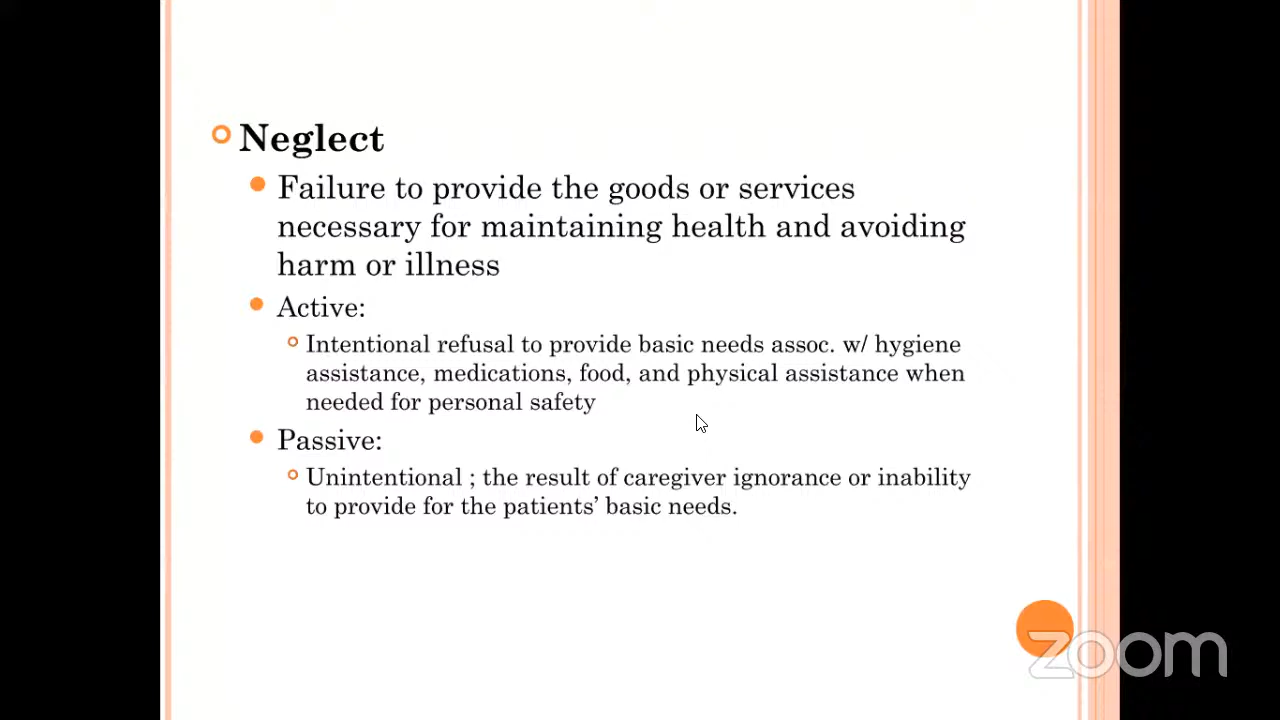 Neglect
Failure to provide the goods or services
necessary for maintaining health and avoiding
harm or illness
Active:
Intentional refusal to provide basic needs assoc. w/ hygiene
assistance, medications, food, and physical assistance when
needed for personal safety
Passive:
Unintentional ; the result of caregiver ignorance or inability
to provide for the patients’ basic needs.
zoom